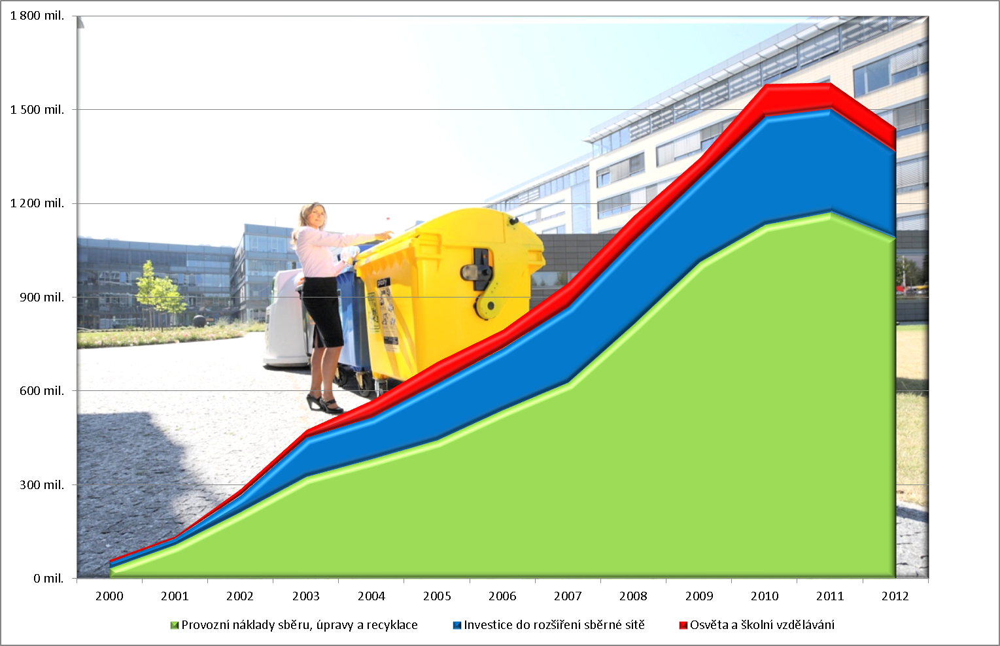 1 800 mil.
1 500 mil.
1 200 mil.
900 mil.
600 mil.
300 mil.
0 mil.
2000 2001 2002 2003 2004 2005 2006 2007 2008 2009 2010 2011 2012
Provozní náklady sběru, úpravy a recyklace Investice do rozšíření sběrné sítě Osvěta a školní vzdělávání